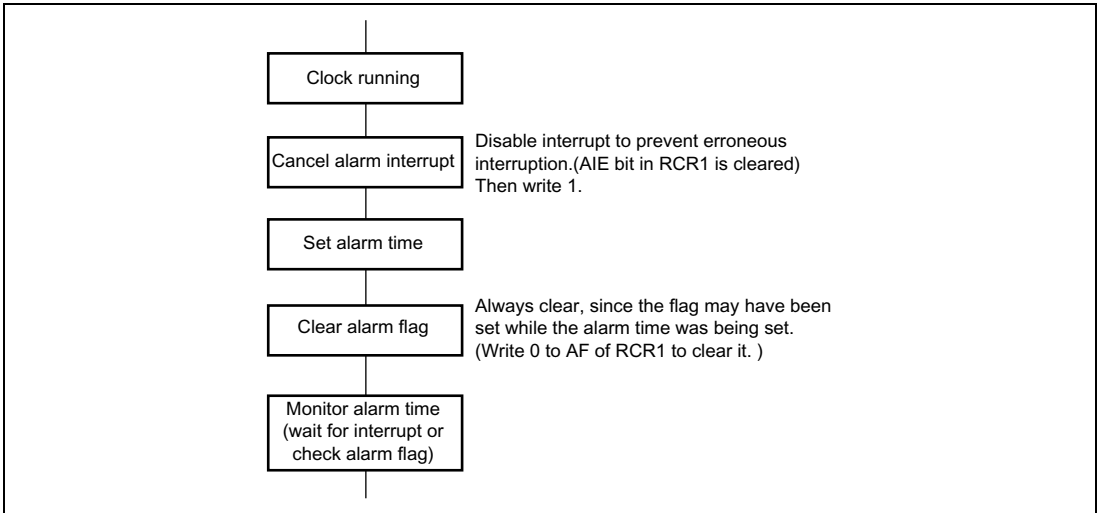 Clock running
Cancel alarm interrupt
Disable interrupt to prevent erroneous
interruption.(AIE bit in RCR1 is cleared)
Then write 1.
Set alarm time
Clear alarm flag
Always clear, since the flag may have been
set while the alarm time was being set.
(Write 0 to AF of RCR1 to clear it. )
Monitor alarm time
(wait for interrupt or
check alarm flag)